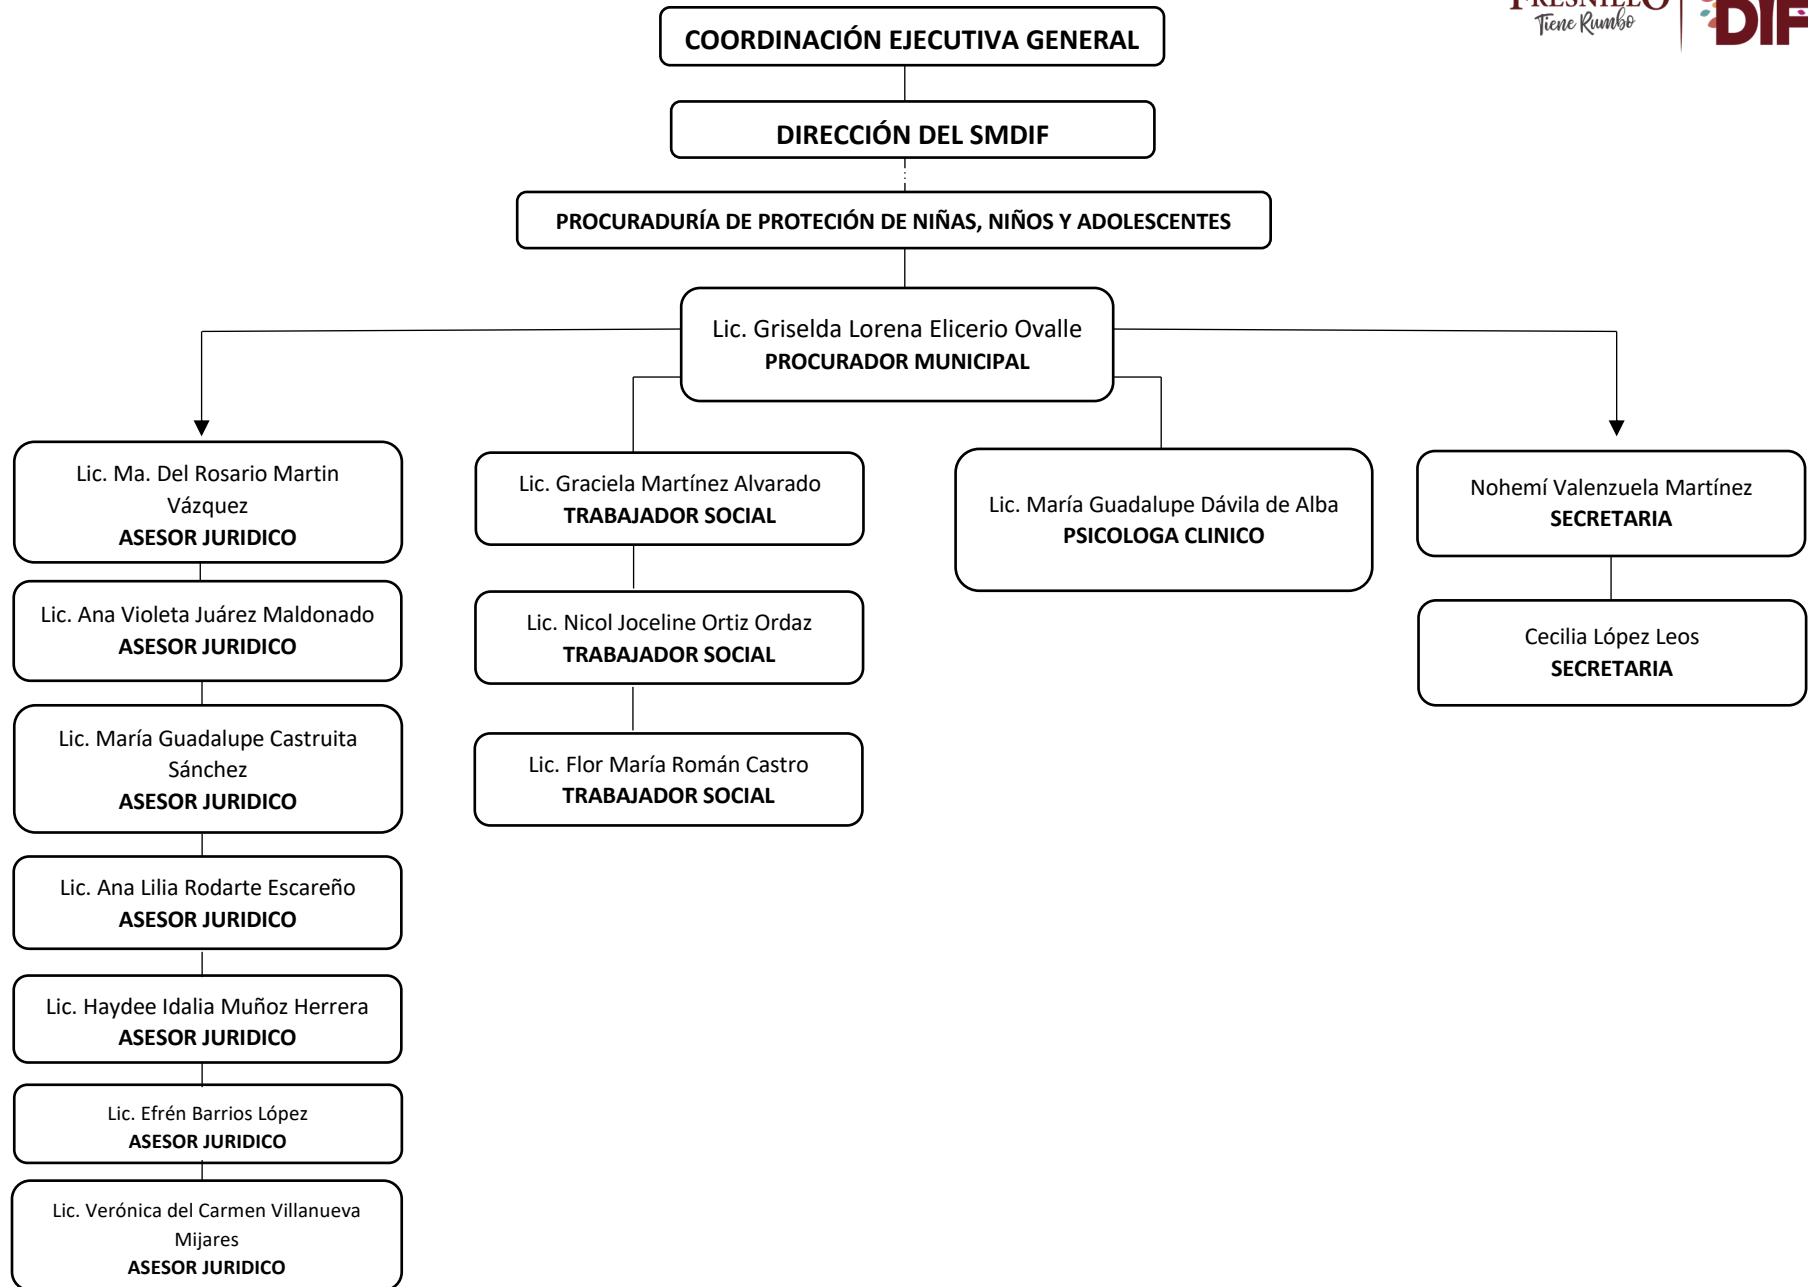 FRESNILLO
Tiene Rumbo
DIF
COORDINACIÓN EJECUTIVA GENERAL
DIRECCIÓN DEL SMDIF
PROCURADURÍA DE PROTECIÓN DE NIÑAS, NIÑOS Y ADOLESCENTES
Lic. Griselda Lorena Elicerio Ovalle
PROCURADOR MUNICIPAL
Lic. Ma. Del Rosario Martin
Vázquez
ASESOR JURIDICO
Lic. Ana Violeta Juárez Maldonado
ASESOR JURIDICO
Lic. María Guadalupe Castruita
Sánchez
ASESOR JURIDICO
Lic. Ana Lilia Rodarte Escareño
ASESOR JURIDICO
Lic. Haydee Idalia Muñoz Herrera
ASESOR JURIDICO
Lic. Efrén Barrios López
ASESOR JURIDICO
Lic. Verónica del Carmen Villanueva
Mijares
ASESOR JURIDICO
Lic. Graciela Martínez Alvarado
TRABAJADOR SOCIAL
Lic. Nicol Joceline Ortiz Ordaz
TRABAJADOR SOCIAL
Lic. Flor María Román Castro
TRABAJADOR SOCIAL
Lic. María Guadalupe Dávila de Alba
PSICOLOGA CLINICO
Nohemí Valenzuela Martínez
SECRETARIA
Cecilia López Leos
SECRETARIA